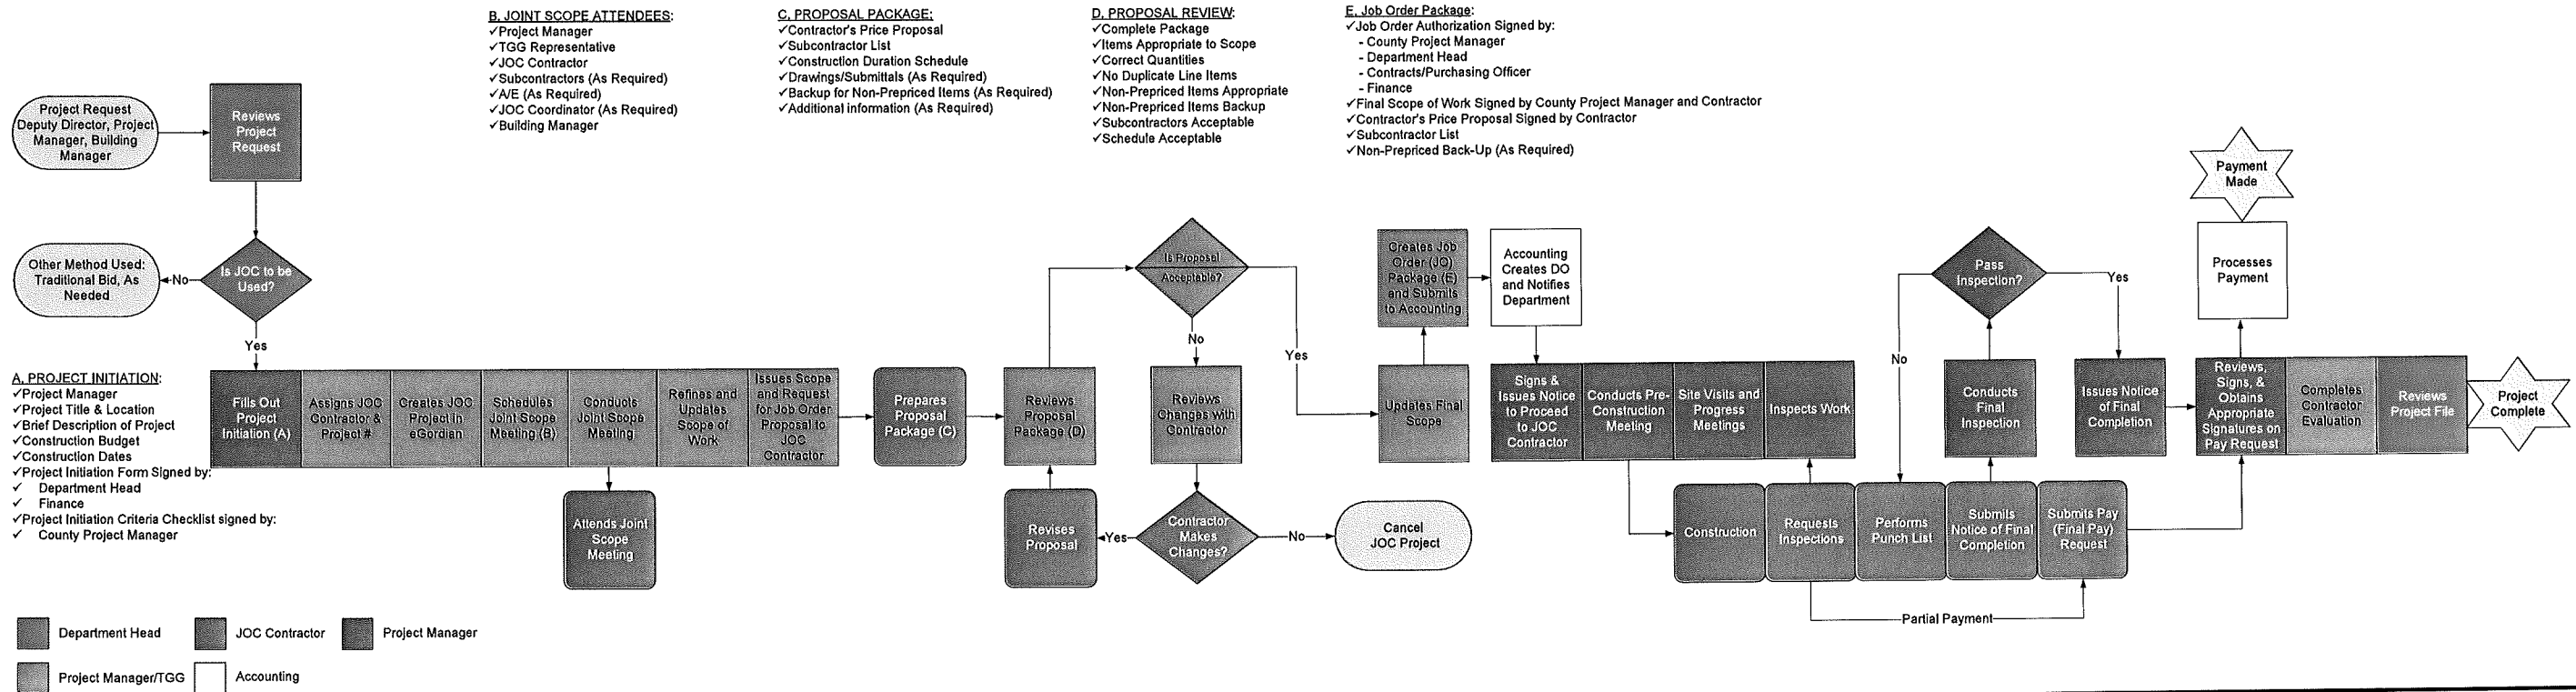 B. JOINT SCOPE ATTENDEES:
✓Project Manager
✓TGG Representative
✓JOC Contractor
✓Subcontractors (As Required)
✓A/E (As Required)
✓JOC Coordinator (As Required)
✓Building Manager
C. PROPOSAL PACKAGE:
✓Contractor's Price Proposal
✓Subcontractor List
✓Construction Duration Schedule
✓Drawings/Submittals (As Required)
✓Backup for Non-Prepriced Items (As Required)
✓Additional information (As Required)
D. PROPOSAL REVIEW:
✓Complete Package
✓Items Appropriate to Scope
✓Correct Quantities
✓No Duplicate Line Items
✓Non-Prepriced Items Appropriate
✓Non-Prepriced Items Backup
✓Subcontractors Acceptable
✓Schedule Acceptable
E. Job Order Package:
✓Job Order Authorization Signed by:
- County Project Manager
- Department Head
- Contracts/Purchasing Officer
- Finance
✓Final Scope of Work Signed by County Project Manager and Contractor
✓Contractor's Price Proposal Signed by Contractor
✓Subcontractor List
✓Non-Prepriced Back-Up (As Required)
Project Request
Deputy Director, Project
Manager, Building
Manager
Reviews
Project
Request
Is JOC to be
Used?
No
Other Method Used:
Traditional Bid, As
Needed
Yes
A. PROJECT INITIATION:
✓Project Manager
✓Project Title & Location
✓Brief Description of Project
✓Construction Budget
✓Construction Dates
✓Project Initiation Form Signed by:
✓ Department Head
✓ Finance
✓Project Initiation Criteria Checklist signed by:
✓ County Project Manager
Fills Out
Project
Initiation (A)
Assigns JOC
Contractor &
Project #
Creates JOC
Project in
eGordian
Schedules
Joint Scope
Meeting (B)
Conducts
Joint Scope
Meeting
Refines and
Updates
Scope of
Work
Issues Scope
and Request
for Job Order
Proposal to
JOC
Contractor
Attends Joint
Scope
Meeting
Prepares
Proposal
Package (C)
Reviews
Proposal
Package (D)
Is Proposal
Acceptable?
No
Yes
Reviews
Changes with
Contractor
Contractor
Makes
Changes?
Yes
Revises
Proposal
No
Cancel
JOC Project
Updates Final
Scope
Creates Job
Order (JO)
Package (E)
and Submits
to Accounting
Accounting
Creates DO
and Notifies
Department
Signs &
Issues Notice
to Proceed
to JOC
Contractor
Conducts Pre-
Construction
Meeting
Site Visits and
Progress
Meetings
Inspects Work
Construction
Requests
Inspections
Performs
Punch List
Submits
Notice of Final
Completion
Submits Pay
(Final Pay)
Request
Partial Payment
Conducts
Final
Inspection
Pass
Inspection?
No
Yes
Issues Notice
of Final
Completion
Reviews,
Signs, &
Obtains
Appropriate
Signatures on
Pay Request
Processes
Payment
Payment
Made
Completes
Contractor
Evaluation
Reviews
Project File
Project
Complete
Department Head
JOC Contractor
Project Manager
Project Manager/TGG
Accounting